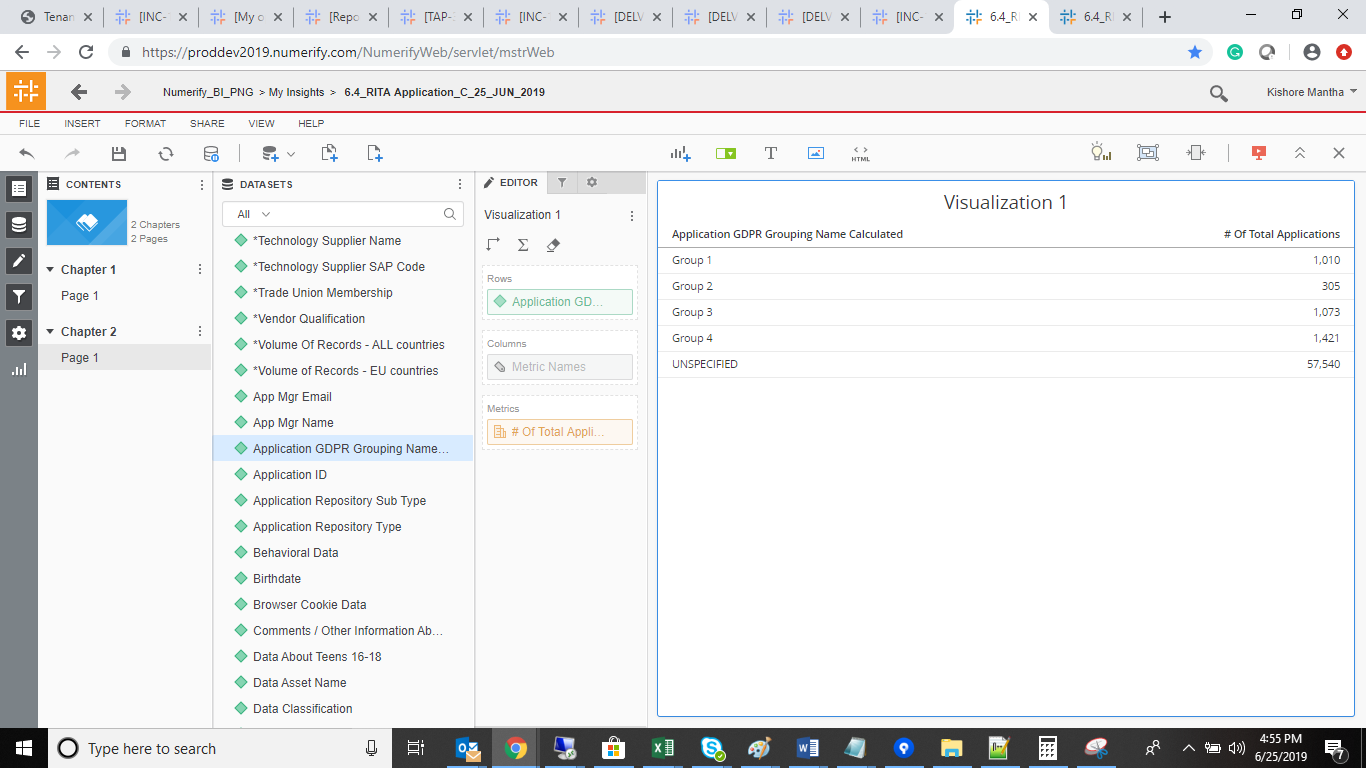 Tenan
[INC-
[My o
[Repo
[TAP-
[INC-
[DELV
[DELV
[DELV
[INC-
6.4_RI
6.4_RI
https://proddev2019.numerify.com/NumerifyWeb/servlet/mstrWeb
Numerify_BI_PNG > My Insights > 6.4_RITA Application_C_25_JUN_2019
Kishore Mantha
FILE INSERT FORMAT SHARE VIEW HELP
HTML
CONTENTS
2 Chapters
2 Pages
Chapter 1
Page 1
Chapter 2
Page 1
DATASETS
All
*Technology Supplier Name
*Technology Supplier SAP Code
*Trade Union Membership
*Vendor Qualification
*Volume Of Records - ALL countries
*Volume of Records - EU countries
App Mgr Email
App Mgr Name
Application GDPR Grouping Name...
Application ID
Application Repository Sub Type
Application Repository Type
Behavioral Data
Birthdate
Browser Cookie Data
Comments / Other Information Ab...
Data About Teens 16-18
Data Asset Name
Data Classification
EDITOR
Visualization 1
Rows
Application GD...
Columns
Metric Names
Metrics
# Of Total Appli...
Visualization 1
Application GDPR Grouping Name Calculated # Of Total Applications
Group 1 1,010
Group 2 305
Group 3 1,073
Group 4 1,421
UNSPECIFIED 57,540
Type here to search
4:55 PM
6/25/2019
7